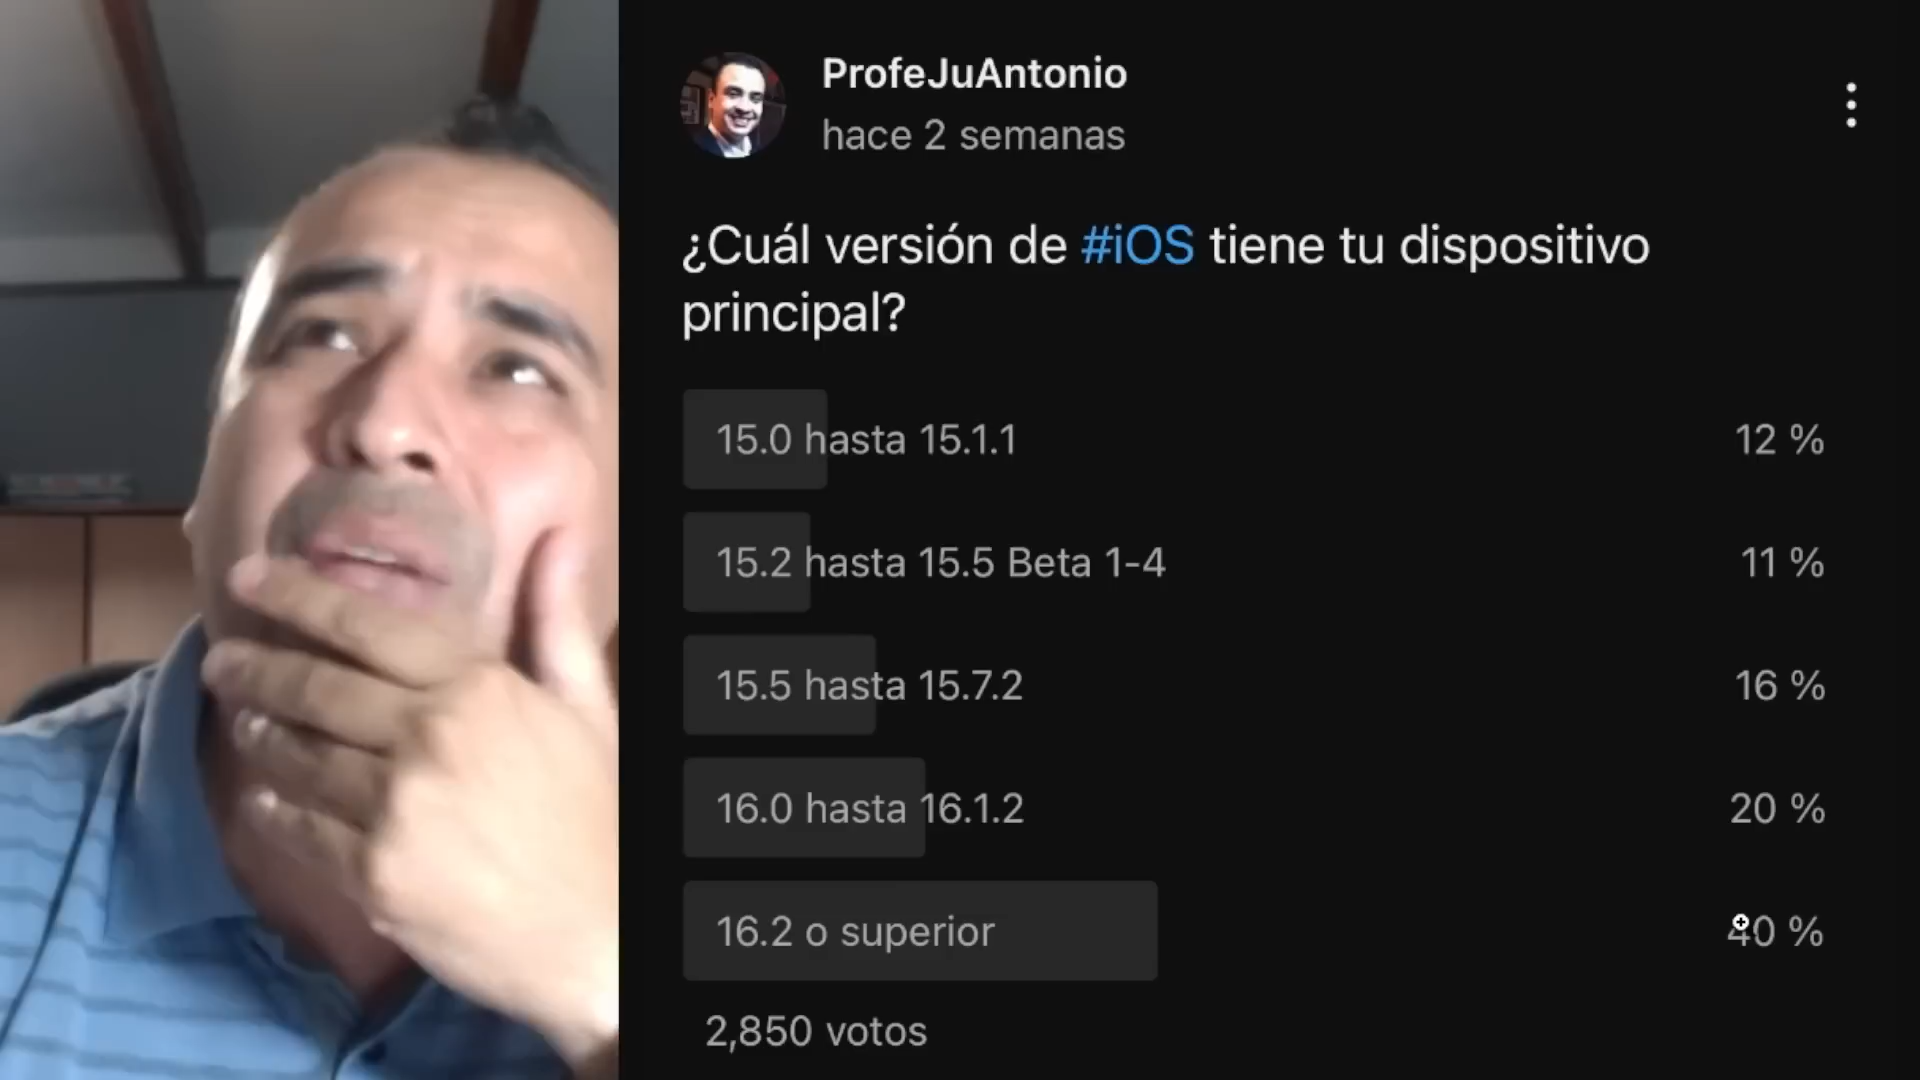 ProfeJuAntonio
hace 2 semanas
¿Cuál versión de #iOS tiene tu dispositivo
principal?
15.0 hasta 15.1.1 12 %
15.2 hasta 15.5 Beta 1-4 11 %
15.5 hasta 15.7.2 16 %
16.0 hasta 16.1.2 20 %
16.2 o superior 40 %
2,850 votos